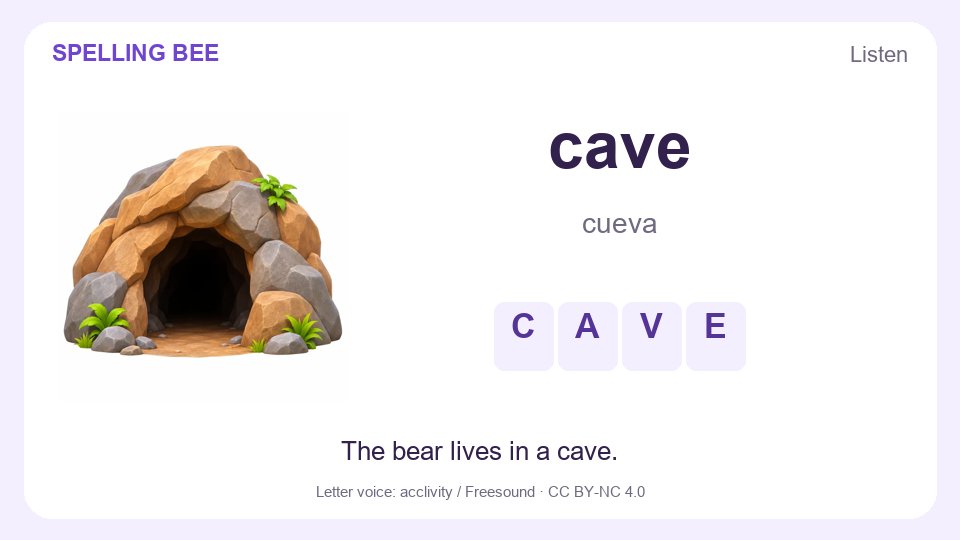 SPELLING BEE
Listen
cave
cueva
C A V E
The bear lives in a cave.
Letter voice: acclivity / Freesound · CC BY-NC 4.0